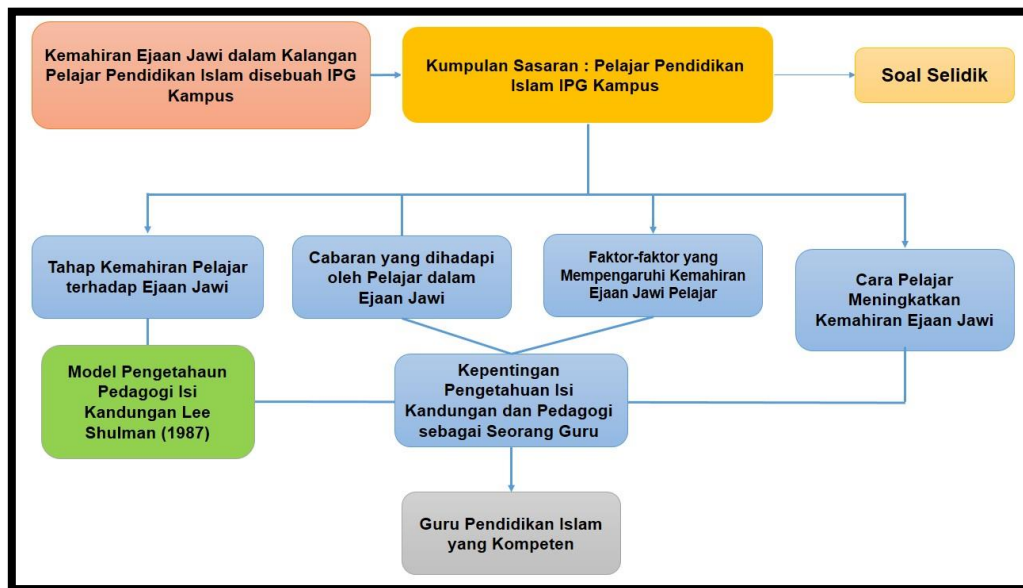 Kemahiran Ejaan Jawi dalam Kalangan
Pelajar Pendidikan Islam disebuah IPG
Kampus
Kumpulan Sasaran : Pelajar Pendidikan
Islam IPG Kampus
Soal Selidik
Tahap Kemahiran Pelajar
terhadap Ejaan Jawi
Cabaran yang dihadapi
oleh Pelajar dalam
Ejaan Jawi
Faktor-faktor yang
Mempengaruhi Kemahiran
Ejaan Jawi Pelajar
Cara Pelajar
Meningkatkan
Kemahiran Ejaan Jawi
Model Pengetahaun
Pedagogi Isi
Kandungan Lee
Shulman (1987)
Kepentingan
Pengetahuan Isi
Kandungan dan Pedagogi
sebagai Seorang Guru
Guru Pendidikan Islam
yang Kompeten